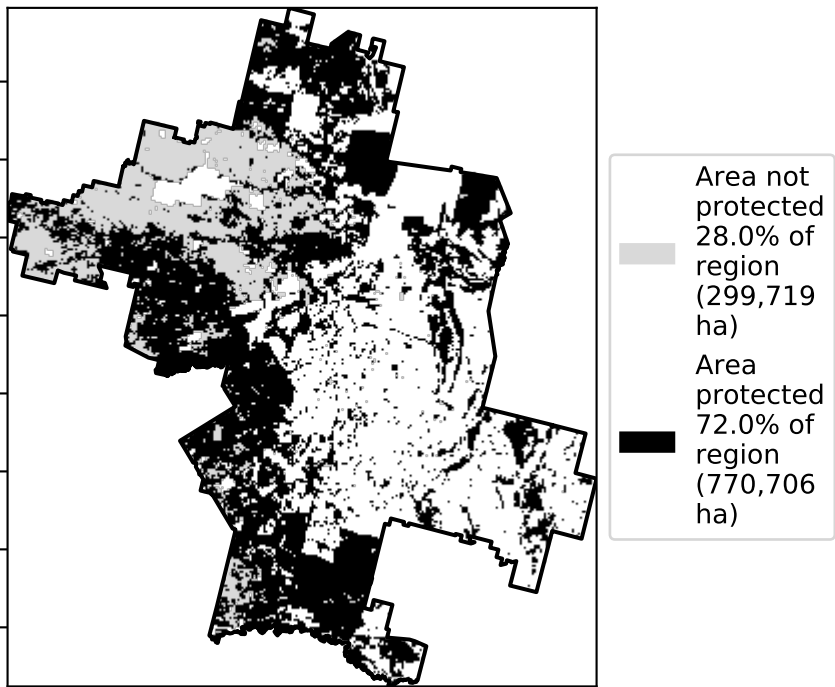 Area not
protected
28.0% of
region
(299,719
ha)
Area
protected
72.0% of
region
(770,706
ha)